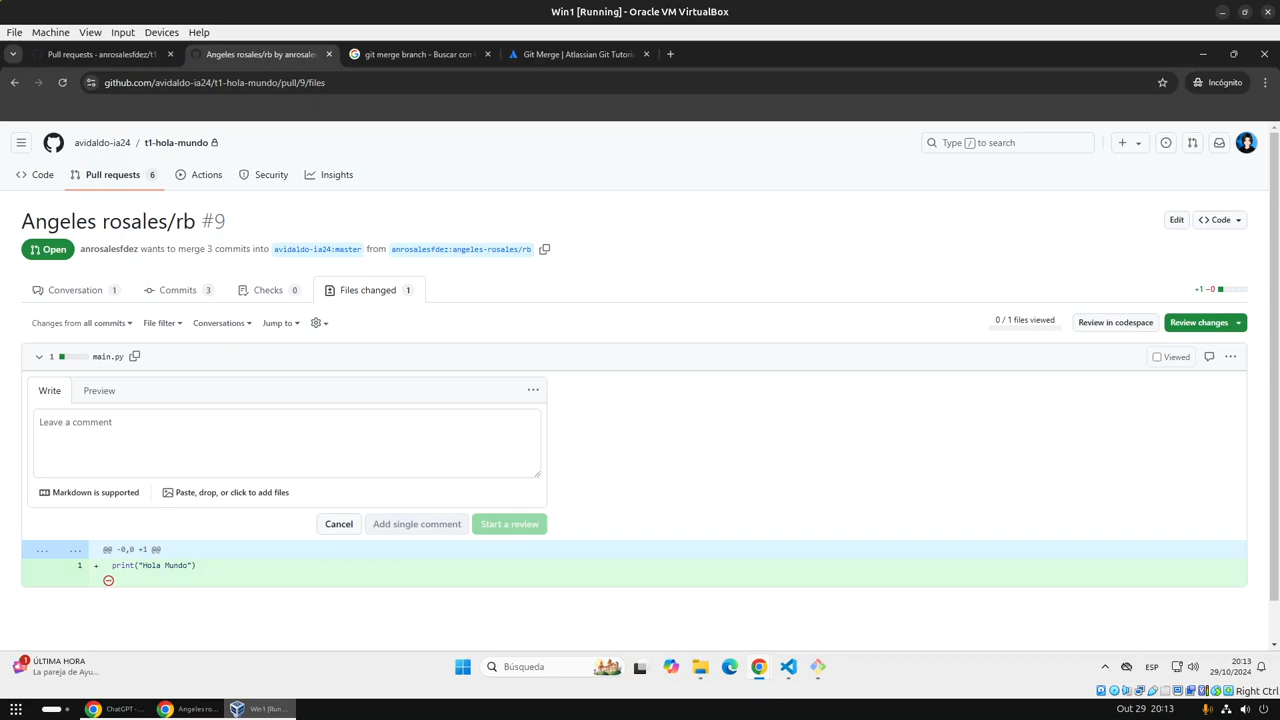 Win1 [Running] - Oracle VM VirtualBox
File Machine View Input Devices Help
Pull requests - anrosalesfdez/t1
Angeles rosales/rb by anrosales
git merge branch - Buscar con
Git Merge | Atlassian Git Tutori
github.com/avidaldo-ia24/t1-hola-mundo/pull/9/files
Incógnito
avidaldo-ia24 / t1-hola-mundo
Type / to search
Code
Pull requests 6
Actions
Security
Insights
Angeles rosales/rb #9
Edit
<> Code
Open
anrosalesfdez wants to merge 3 commits into avidaldo-ia24:master from anrosalesfdez:angeles-rosales/rb
Conversation 1
Commits 3
Checks 0
Files changed 1
+1 −0
Changes from all commits
File filter
Conversations
Jump to
0 / 1 files viewed
Review in codespace
Review changes
1 main.py
Viewed
Write
Preview
Leave a comment
Markdown is supported
Paste, drop, or click to add files
Cancel
Add single comment
Start a review
... ... @@ -0,0 +1 @@
1 + print("Hola Mundo")
1
ÚLTIMA HORA
La pareja de Ayu...
Búsqueda
ESP
20:13
29/10/2024
Right Ctrl
ChatGPT - ...
Angeles ro...
Win1 [Run...
Out 29 20:13